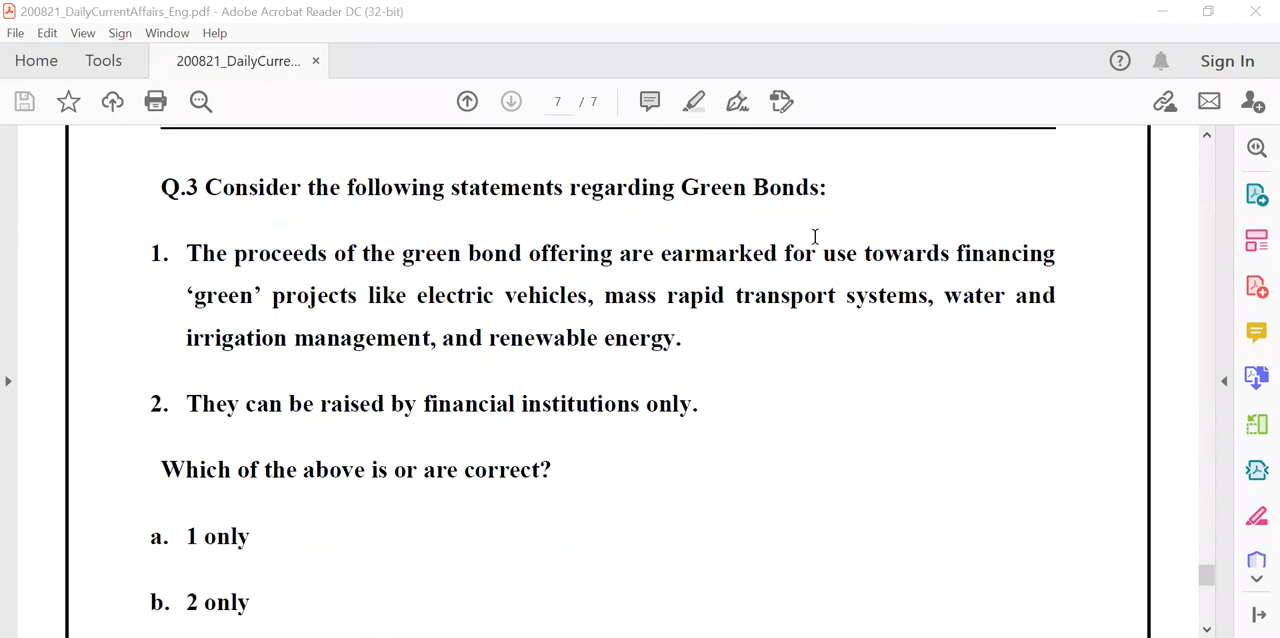 200821_DailyCurrentAffairs_Eng.pdf - Adobe Acrobat Reader DC (32-bit)
File Edit View Sign Window Help
Home Tools 200821_DailyCurre... × Sign In
7 / 7
Q.3 Consider the following statements regarding Green Bonds:
1. The proceeds of the green bond offering are earmarked for use towards financing
‘green’ projects like electric vehicles, mass rapid transport systems, water and
irrigation management, and renewable energy.
2. They can be raised by financial institutions only.
Which of the above is or are correct?
a. 1 only
b. 2 only